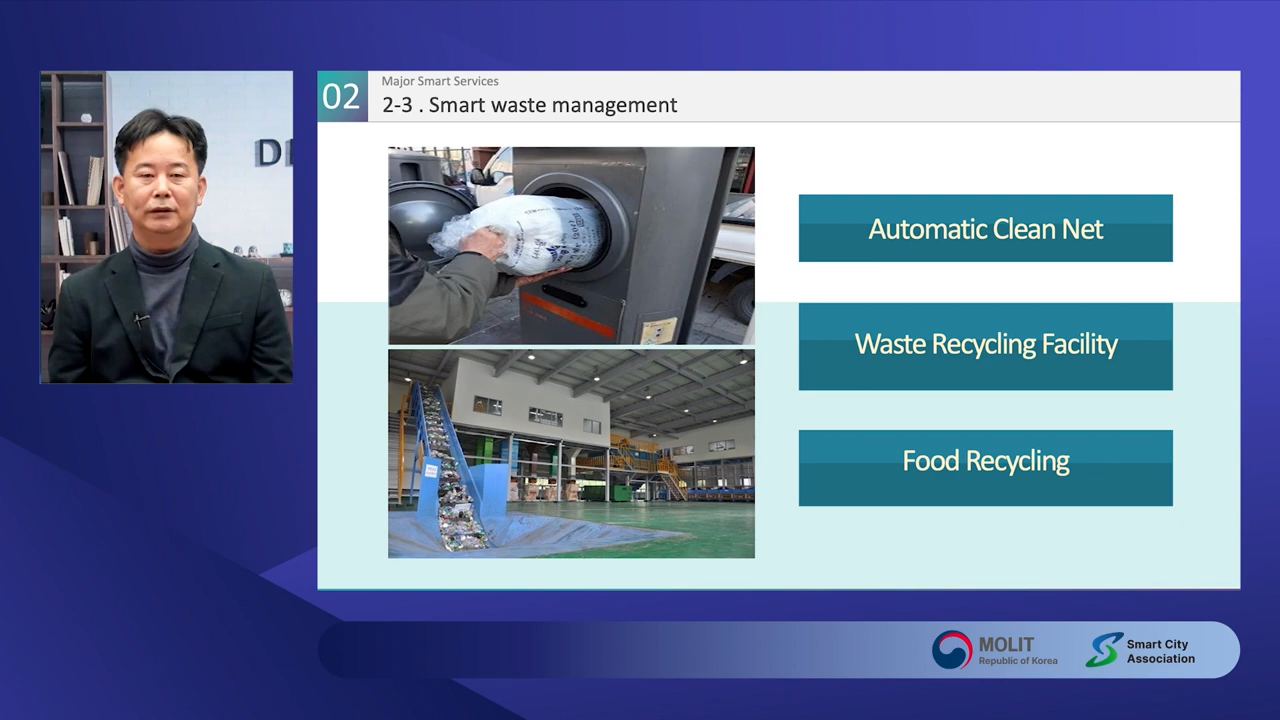 DI
02
Major Smart Services
2-3 . Smart waste management
Automatic Clean Net
Waste Recycling Facility
Food Recycling
MOLIT
Republic of Korea
Smart City
Association